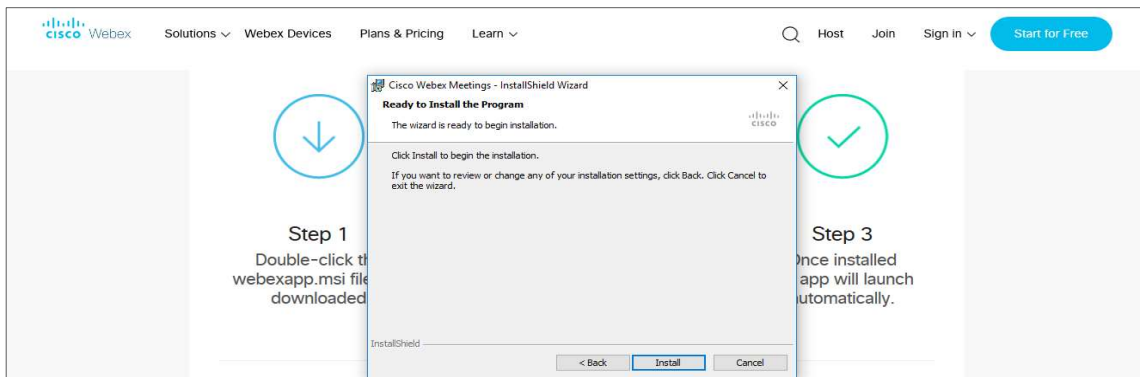 cisco Webex Solutions Webex Devices Plans & Pricing Learn Host Join Sign in Start for Free
Cisco Webex Meetings - InstallShield Wizard
Ready to Install the Program
The wizard is ready to begin installation.
cisco
Click Install to begin the installation.
If you want to review or change any of your installation settings, click Back. Click Cancel to
exit the wizard.
InstallShield
< Back Install Cancel
Step 1
Double-click
webexapp.msi
downloaded
Step 3
installed
app will launch
automatically.